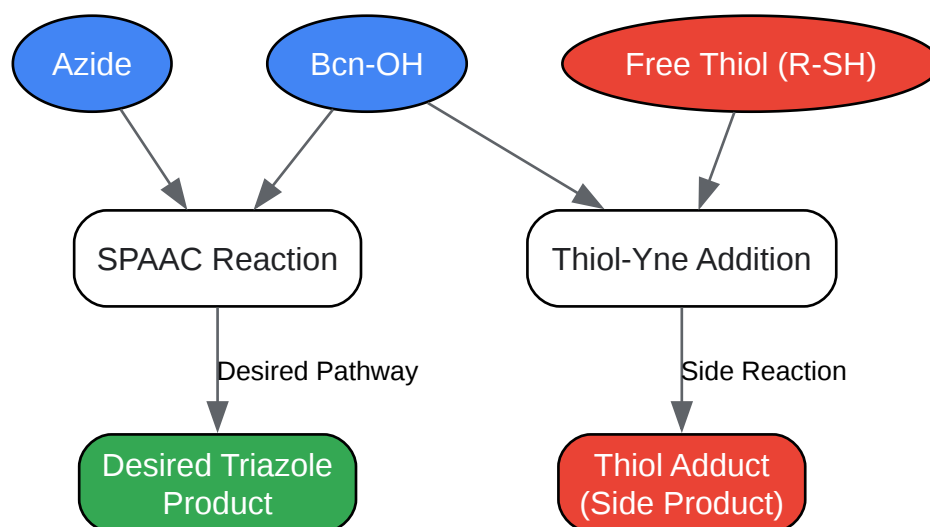 Azide
Bcn-OH
Free Thiol (R-SH)
SPAAC Reaction
Thiol-Yne Addition
Desired Pathway
Side Reaction
Desired Triazole
Product
Thiol Adduct
(Side Product)